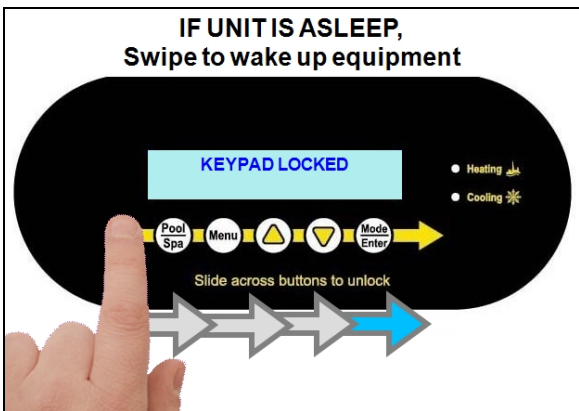 IF UNIT IS ASLEEP,
Swipe to wake up equipment
KEYPAD LOCKED
Heating
Cooling
Pool
Spa
Menu
Mode
Enter
Slide across buttons to unlock